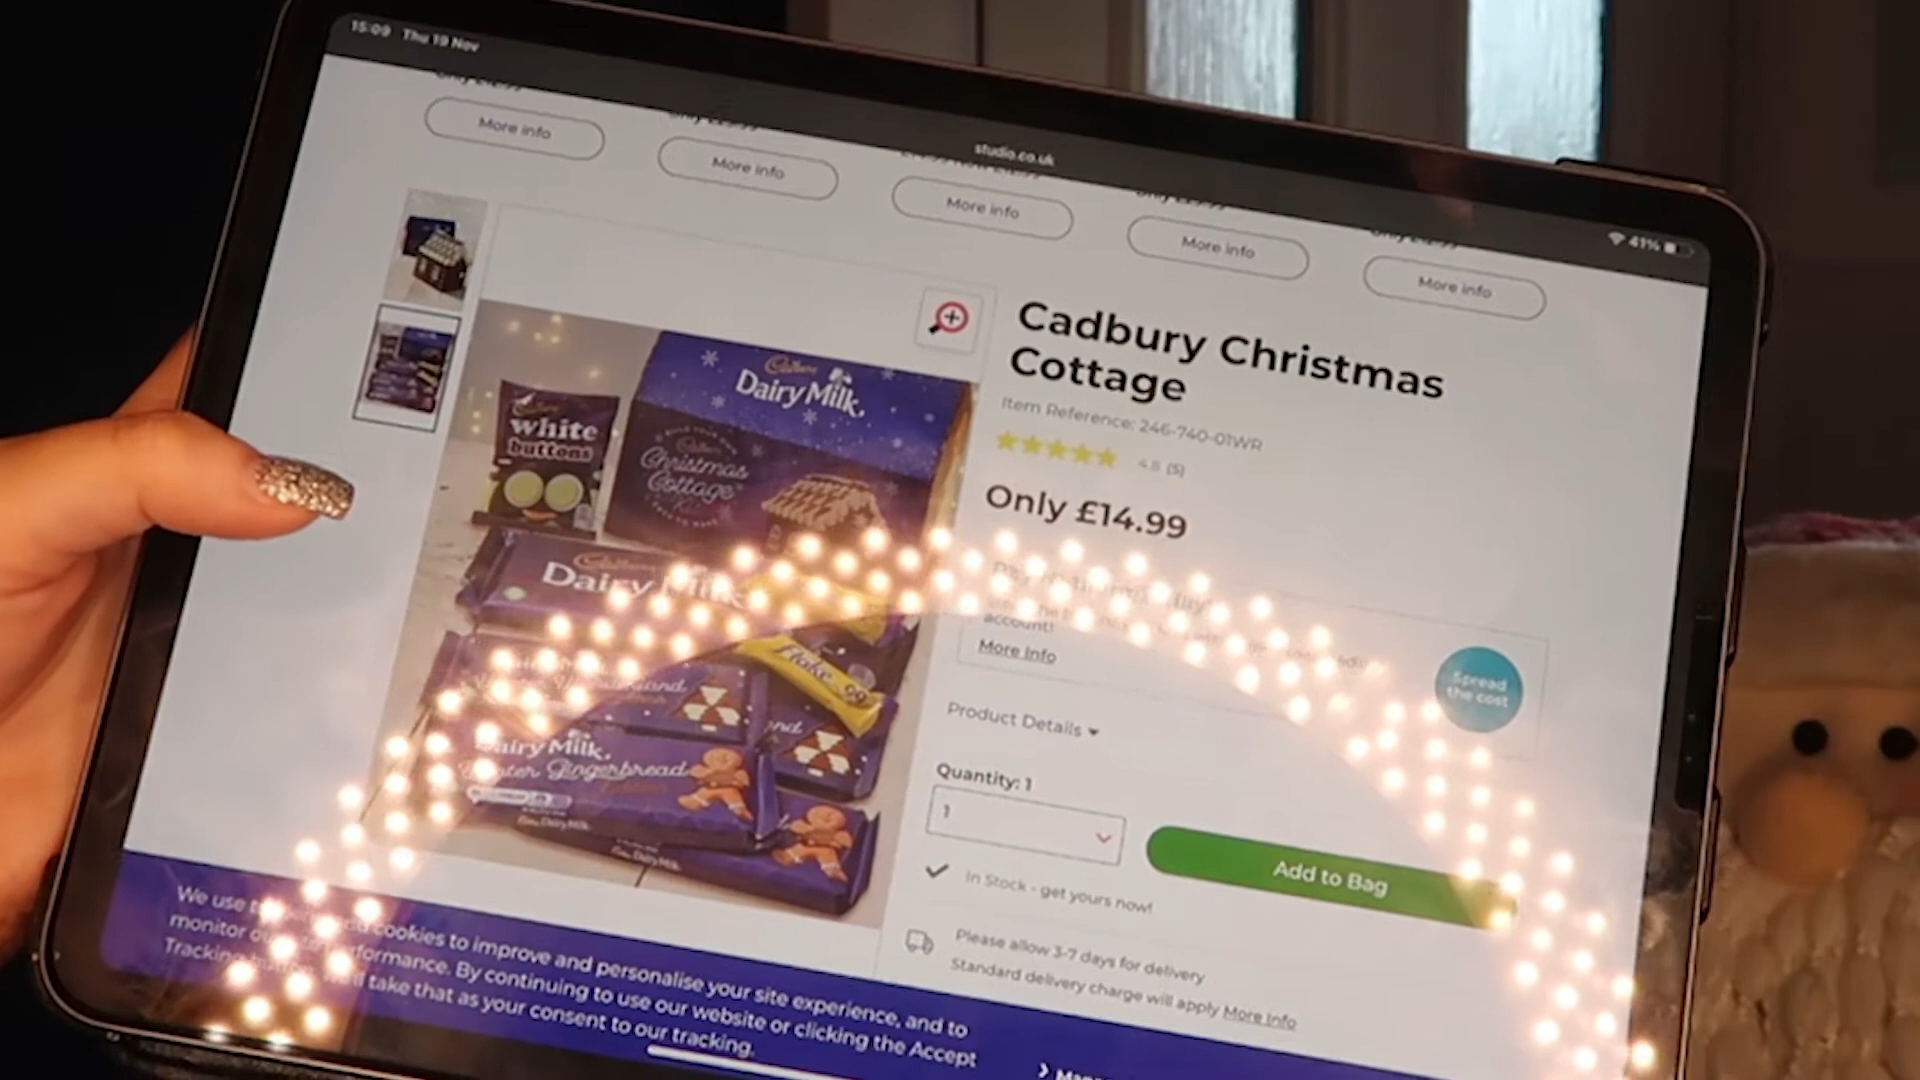 15:09 Thu 19 Nov
studio.co.uk
41%
More info
More info
More info
More info
More info
Cadbury Christmas
Cottage
Item Reference: 246-740-01WR
4.8 (5)
Only £14.99
account!
More Info
Spread
the cost
Product Details
Quantity: 1
1
Add to Bag
In Stock - get yours now!
Please allow 3-7 days for delivery
Standard delivery charge will apply More Info
Cadbury
Dairy Milk
Cadbury
white
buttons
Cadbury
Christmas
Cottage
Cadbury
Dairy Milk
Flake 99
Dairy Milk
Winter Gingerbread
We use cookies to improve and personalise your site experience, and to
monitor performance. By continuing to use our website or clicking the Accept
Tracking take that as your consent to our tracking.